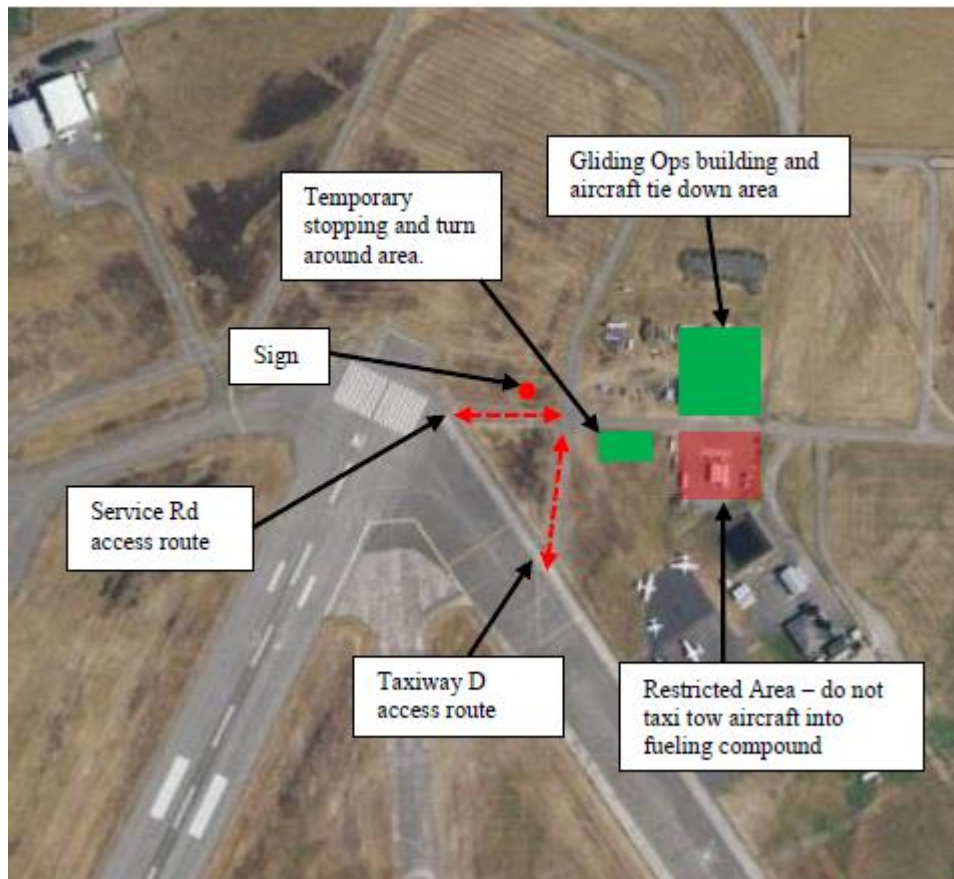 Gliding Ops building and
aircraft tie down area
Temporary
stopping and turn
around area.
Sign
Service Rd
access route
Taxiway D
access route
Restricted Area – do not
taxi tow aircraft into
fueling compound